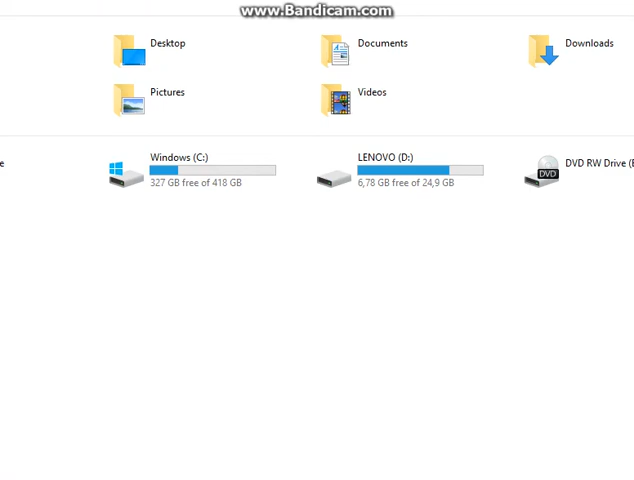 www.Bandicam.com
Desktop
Documents
Downloads
Pictures
Videos
e
Windows (C:)
327 GB free of 418 GB
LENOVO (D:)
6,78 GB free of 24,9 GB
DVD
DVD RW Drive (E